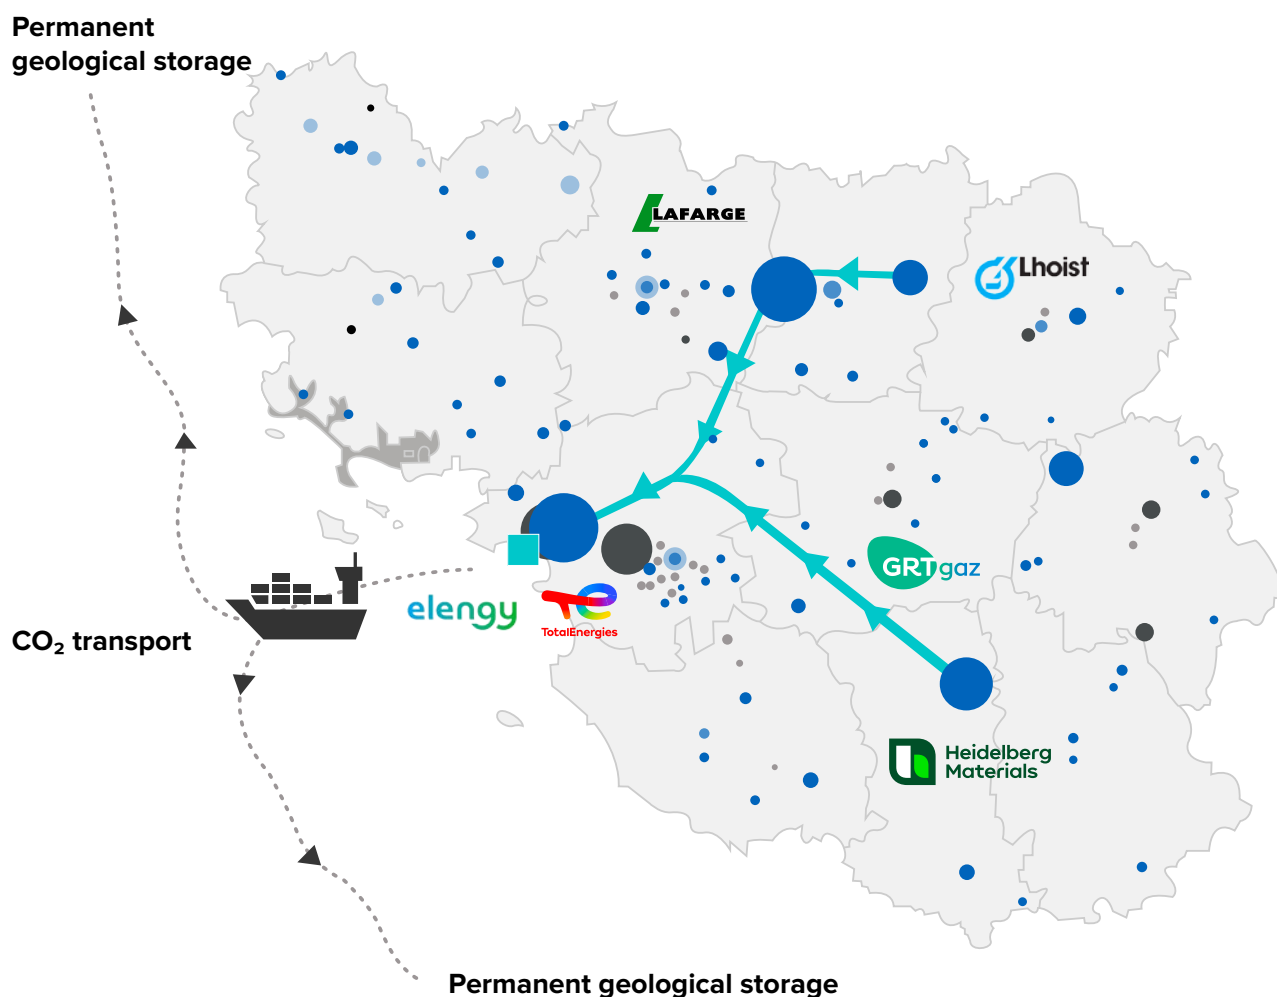 Permanent
geological storage
LAFARGE
Lhoist
GRTgaz
elengy
TotalEnergies
CO₂ transport
Heidelberg
Materials
Permanent geological storage